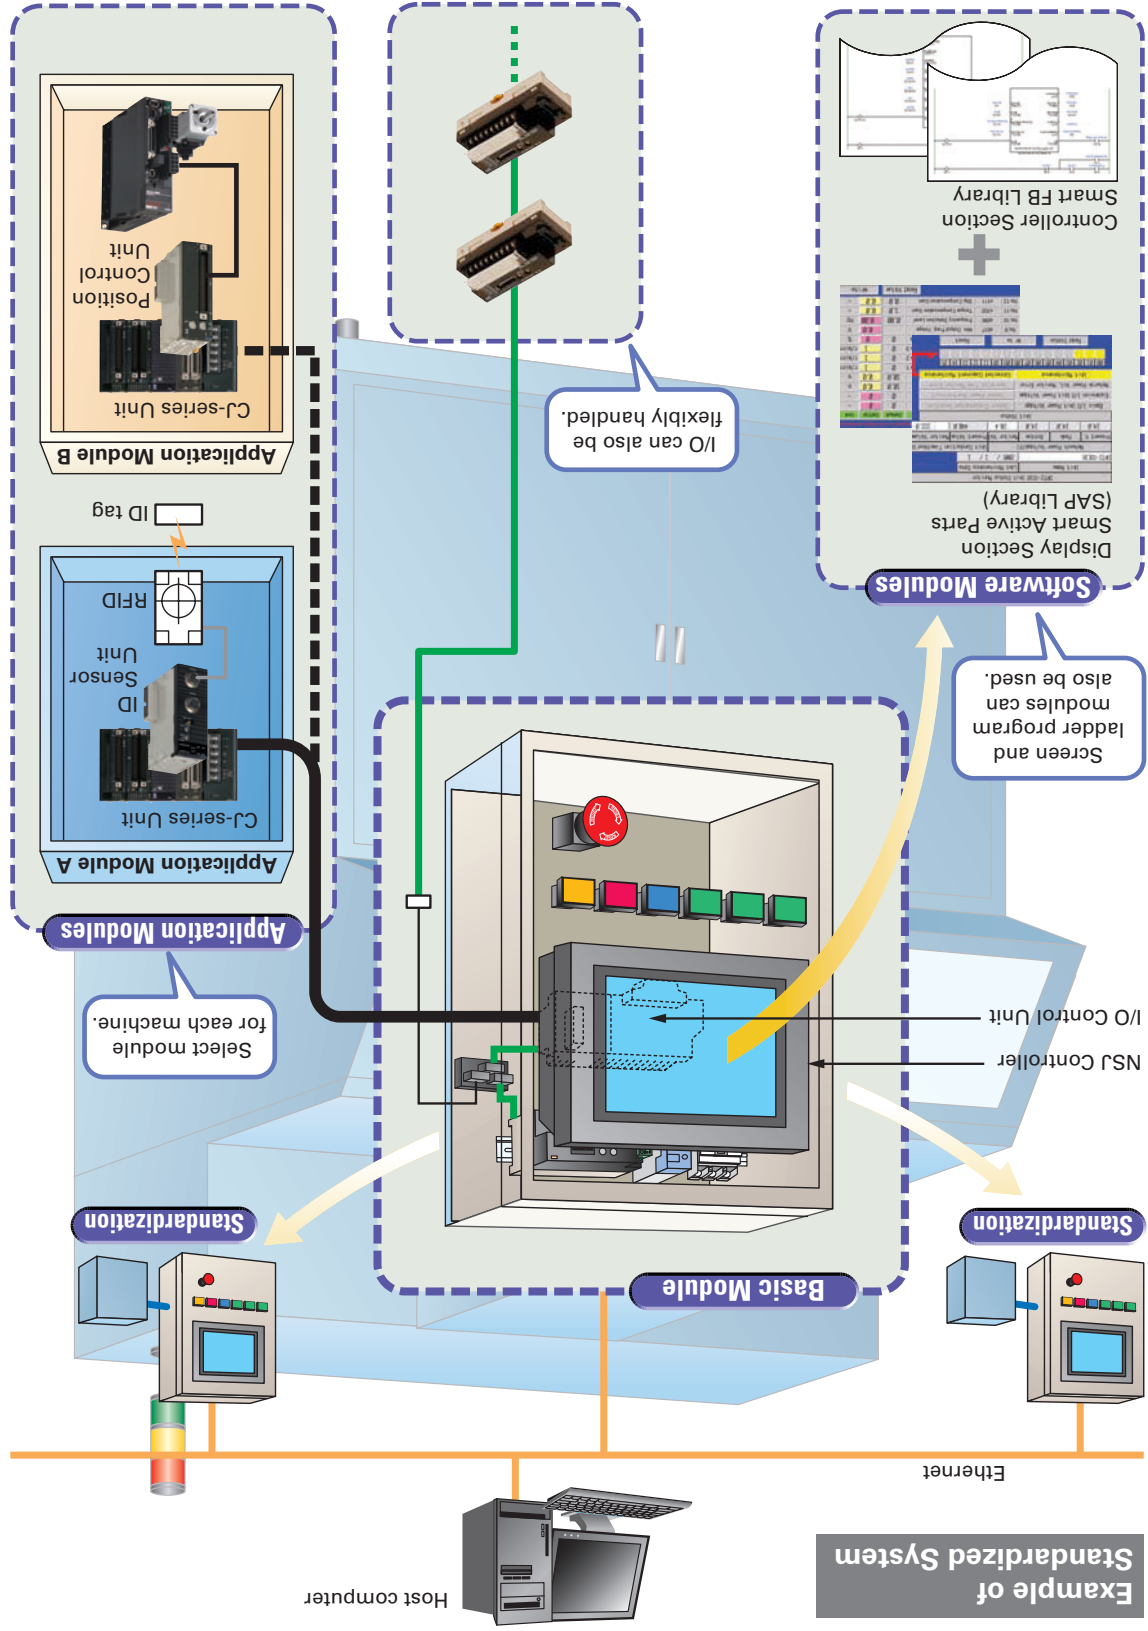 Example of
Standardized System
Host computer
Ethernet
Standardization
Standardization
Basic Module
NSJ Controller
I/O Control Unit
Select module
for each machine.
Application Modules
Application Module A
CJ-series Unit
ID
Sensor
Unit
RFID
ID tag
Application Module B
CJ-series Unit
Position
Control
Unit
I/O can also be
flexibly handled.
Screen and
ladder program
modules can
also be used.
Software Modules
Display Section
Smart Active Parts
(SAP Library)
Controller Section
Smart FB Library